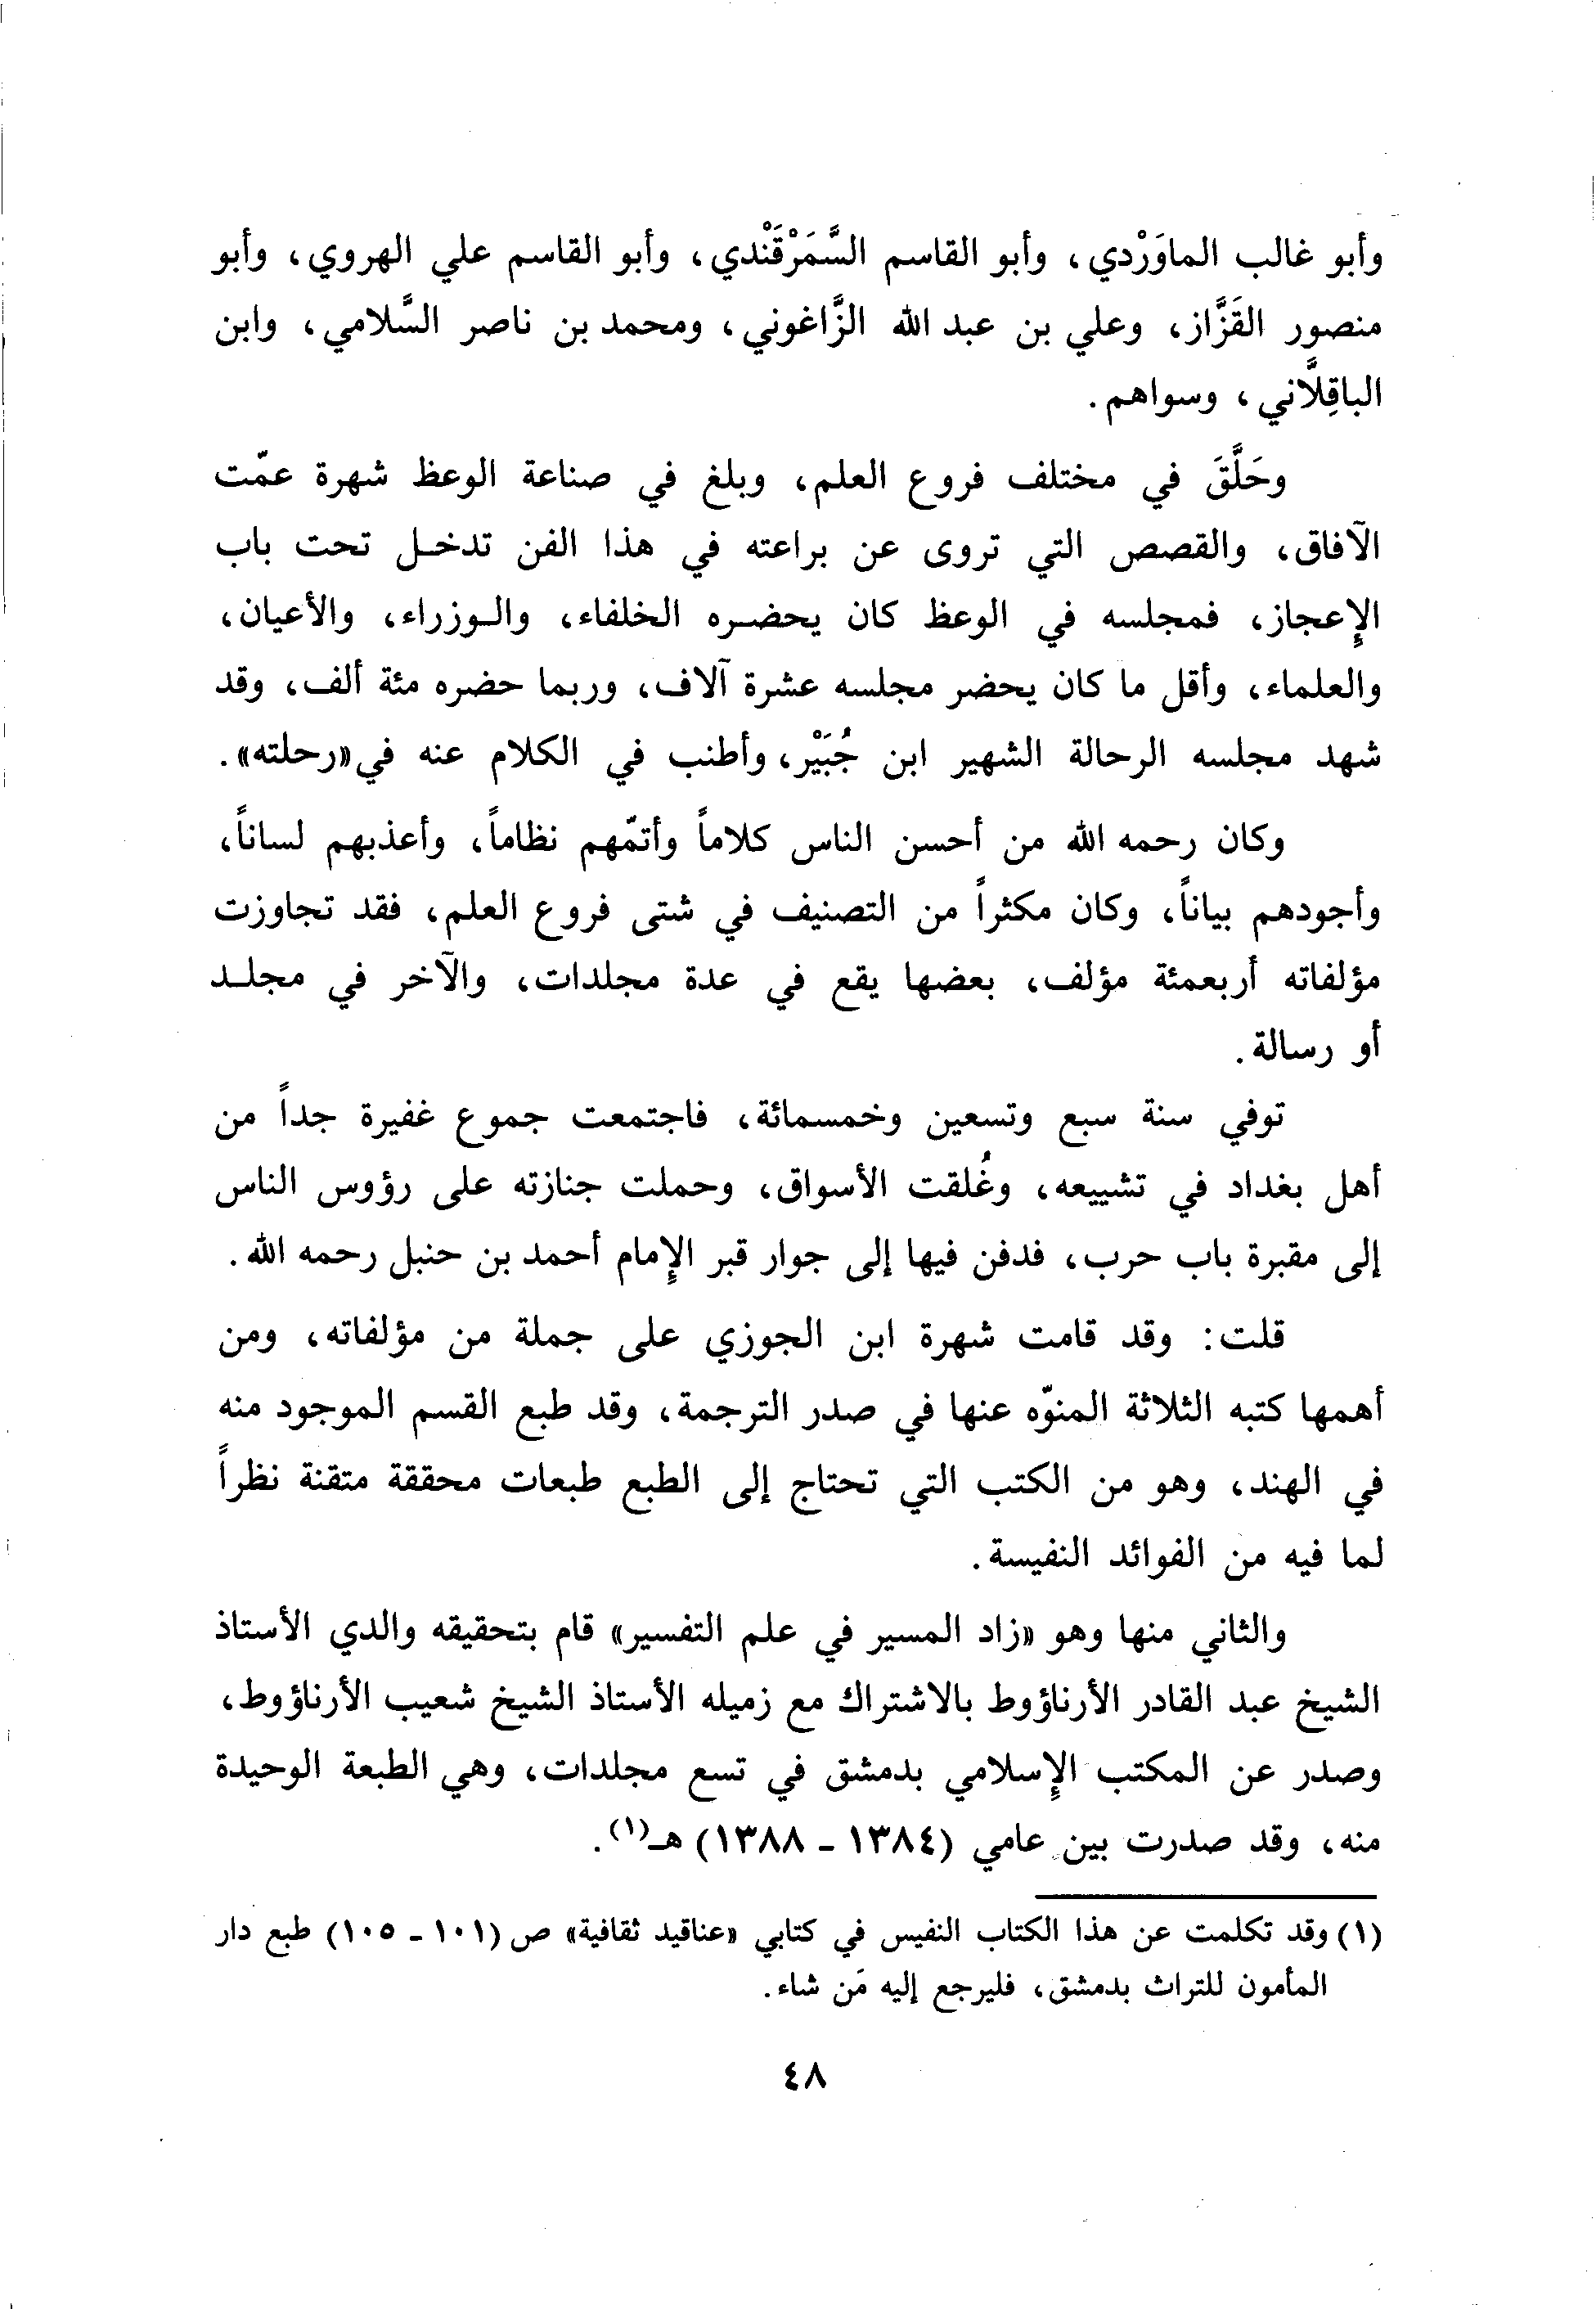 وأبو غالب الماوَرْدي، وأبو القاسم السَّمَرْقَنْدي، وأبو القاسم علي الهروي، وأبو
منصور القَزَّاز، وعلي بن عبد الله الزَّاغوني، ومحمد بن ناصر السَّلامي، وابن
الباقِلَّاني، وسواهم.
وحَلَّقَ في مختلف فروع العلم، وبلغ في صناعة الوعظ شهرة عمّت
الآفاق، والقصص التي تروى عن براعته في هذا الفن تدخـل تحت باب
الإعجاز، فمجلسه في الوعظ كان يحضـره الخلفاء، والـوزراء، والأعيان،
والعلماء، وأقل ما كان يحضر مجلسه عشرة آلاف، وربما حضره مئة ألف، وقد
شهد مجلسه الرحالة الشهير ابن جُبَيْر، وأطنب في الكلام عنه في «رحلته».
وكان رحمه الله من أحسن الناس كلاماً وأتمّهم نظاماً، وأعذبهم لساناً،
وأجودهم بياناً، وكان مكثراً من التصنيف في شتى فروع العلم، فقد تجاوزت
مؤلفاته أربعمئة مؤلف، بعضها يقع في عدة مجلدات، والآخر في مجلـد
أو رسالة.
توفي سنة سبع وتسعين وخمسمائة، فاجتمعت جموع غفيرة جداً من
أهل بغداد في تشييعه، وغُلقت الأسواق، وحملت جنازته على رؤوس الناس
إلى مقبرة باب حرب، فدفن فيها إلى جوار قبر الإمام أحمد بن حنبل رحمه الله.
قلت: وقد قامت شهرة ابن الجوزي على جملة من مؤلفاته، ومن
أهمها كتبه الثلاثة المنوّه عنها في صدر الترجمة، وقد طبع القسم الموجود منه
في الهند، وهو من الكتب التي تحتاج إلى الطبع طبعات محققة متقنة نظراً
لما فيه من الفوائد النفيسة.
والثاني منها وهو «زاد المسير في علم التفسير» قام بتحقيقه والدي الأستاذ
الشيخ عبد القادر الأرناؤوط بالاشتراك مع زميله الأستاذ الشيخ شعيب الأرناؤوط،
وصدر عن المكتب الإسلامي بدمشق في تسع مجلدات، وهي الطبعة الوحيدة
منه، وقد صدرت بين عامي (١٣٨٤ - ١٣٨٨) هـ(١).
(١) وقد تكلمت عن هذا الكتاب النفيس في كتابي «عناقيد ثقافية» ص (١٠١ - ١٠٥) طبع دار
المأمون للتراث بدمشق، فليرجع إليه مَن شاء.
٤٨